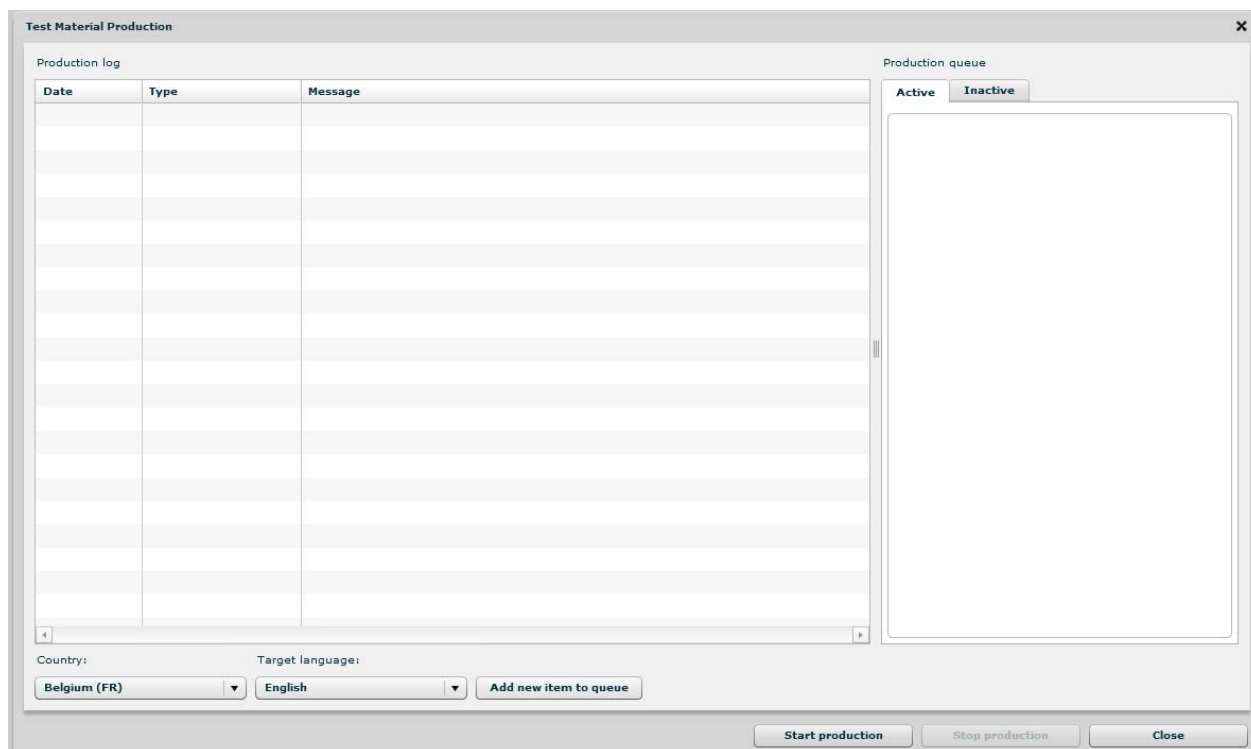 Test Material Production
Production log
Production queue
Date Type Message
Active Inactive
Country: Target language:
Belgium (FR) English Add new item to queue
Start production Stop production Close